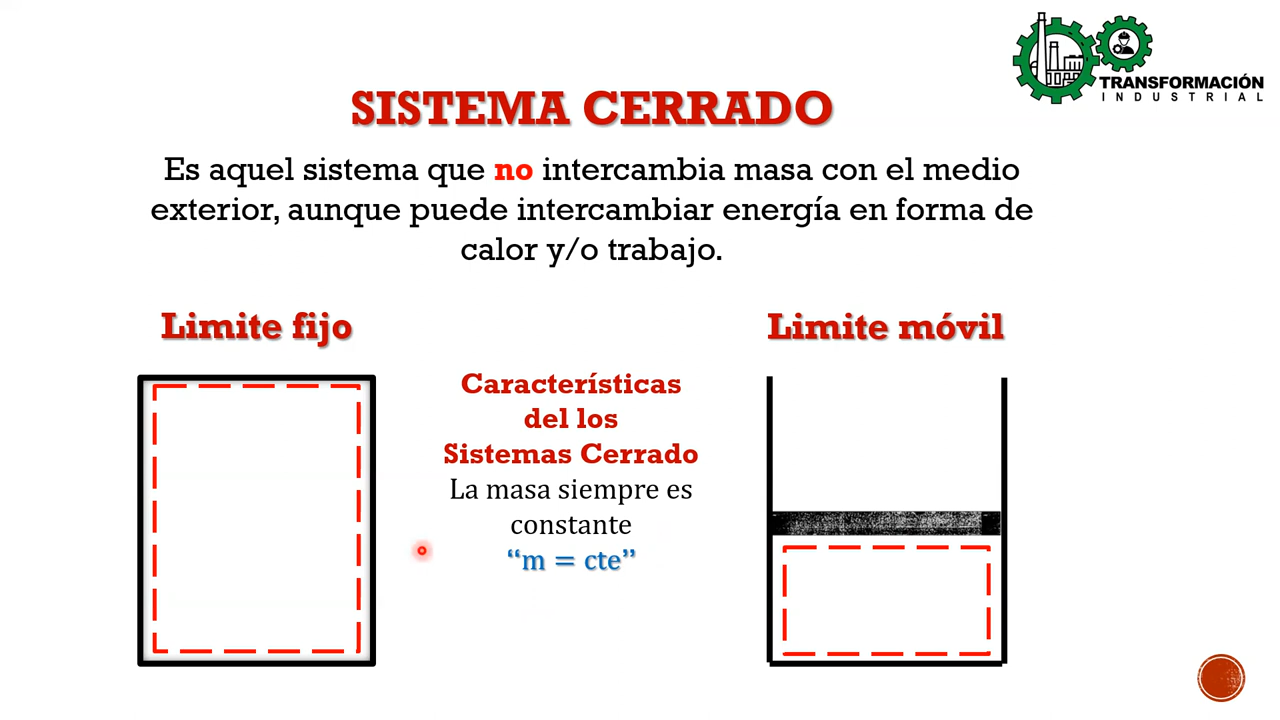 TRANSFORMACIÓN
INDUSTRIAL
SISTEMA CERRADO
Es aquel sistema que no intercambia masa con el medio
exterior, aunque puede intercambiar energía en forma de
calor y/o trabajo.
Limite fijo
Limite móvil
Características
del los
Sistemas Cerrado
La masa siempre es
constante
“m = cte”